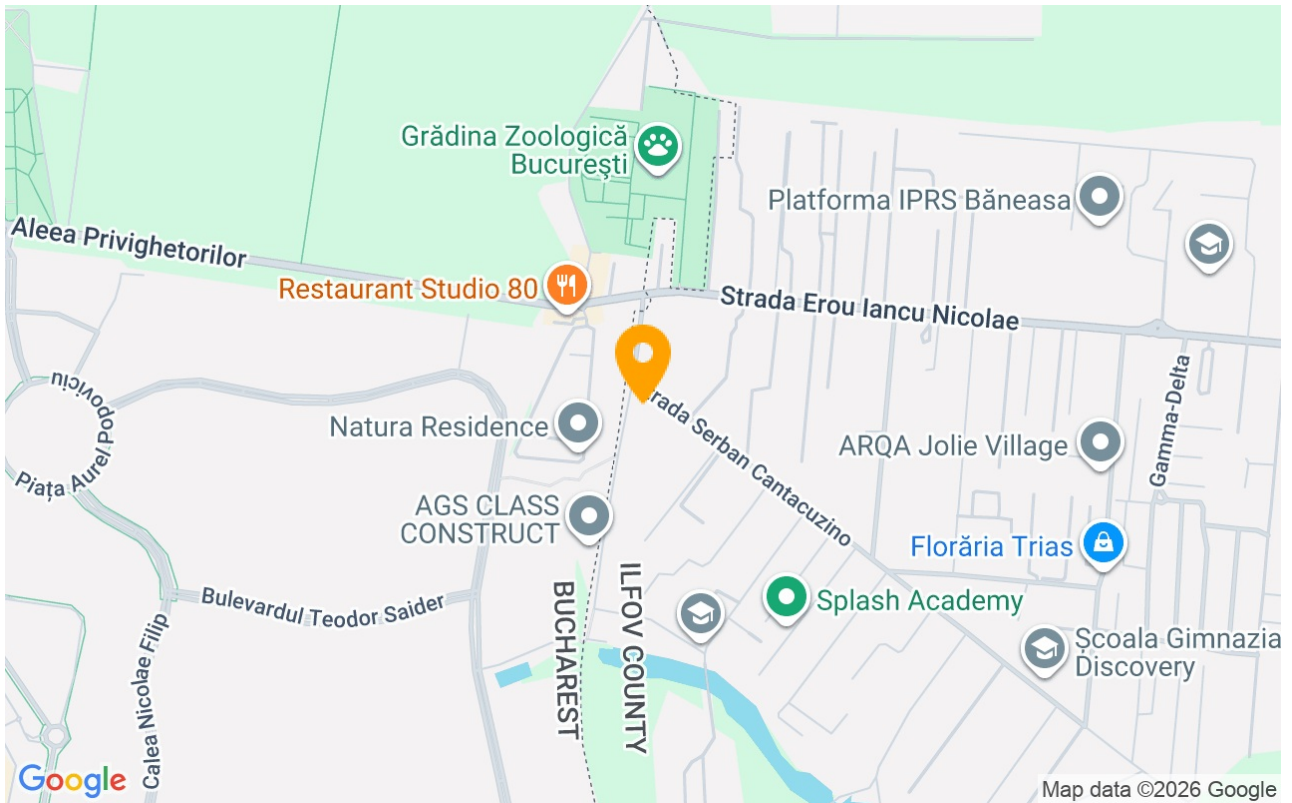 Grădina Zoologică
București
Platforma IPRS Băneasa
Aleea Privighetorilor
Restaurant Studio 80
Strada Erou Iancu Nicolae
Piața Aurel Popoviciu
Natura Residence
rada Serban Cantacuzino
ARQA Jolie Village
Gamma-Delta
AGS CLASS
CONSTRUCT
Florăria Trias
Bulevardul Teodor Saider
BUCHAREST
ILFOV COUNTY
Splash Academy
Calea Nicolae Filip
Școala Gimnazia
Discovery
Google
Map data ©2026 Google